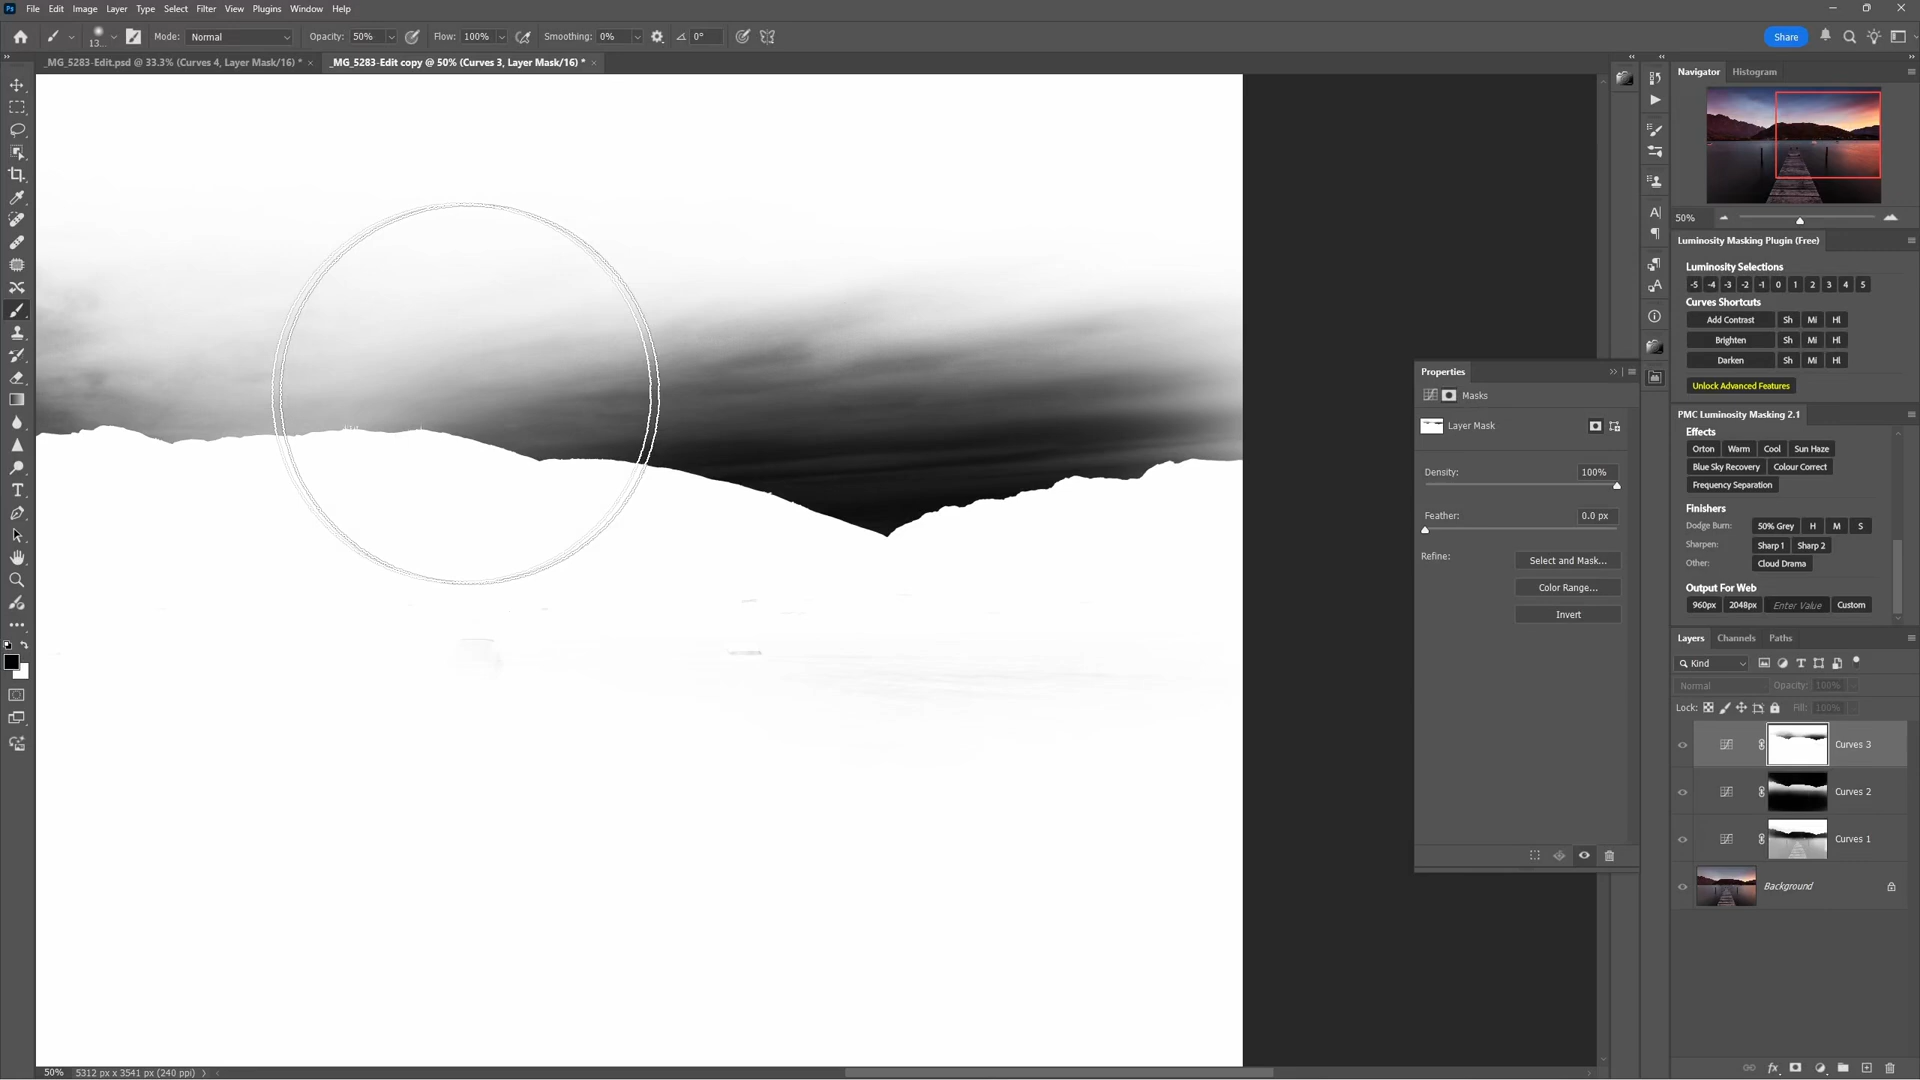 Ps File Edit Image Layer Type Select Filter View Plugins Window Help
13... Mode: Normal Opacity: 50% Flow: 100% Smoothing: 0% 0° Share
_MG_5283-Edit.psd @ 33.3% (Curves 4, Layer Mask/16) * × _MG_5283-Edit copy @ 50% (Curves 3, Layer Mask/16) * ×
Navigator Histogram
50%
Luminosity Masking Plugin (Free)
Luminosity Selections
-5 -4 -3 -2 -1 0 1 2 3 4 5
Curves Shortcuts
Add Contrast Sh Mi Hl
Brighten Sh Mi Hl
Darken Sh Mi Hl
Unlock Advanced Features
PMC Luminosity Masking 2.1
Effects
Orton Warm Cool Sun Haze
Blue Sky Recovery Colour Correct
Frequency Separation
Finishers
Dodge Burn: 50% Grey H M S
Sharpen: Sharp 1 Sharp 2
Other: Cloud Drama
Output For Web
960px 2048px Enter Value Custom
Properties
Masks
Layer Mask
Density: 100%
Feather: 0.0 px
Refine: Select and Mask...
Color Range...
Invert
Layers Channels Paths
Kind
Normal Opacity: 100%
Lock: Fill: 100%
Curves 3
Curves 2
Curves 1
Background
50% 5312 px x 3541 px (240 ppi)